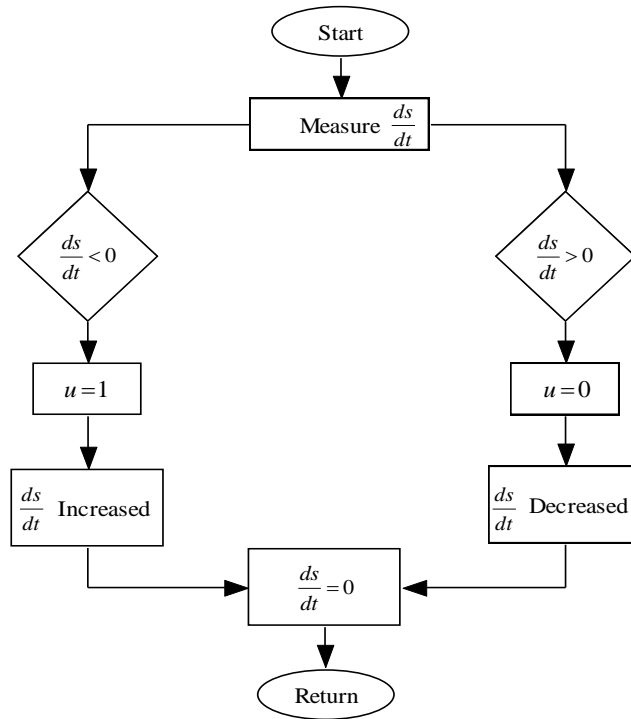 Start
Measure ds/dt
ds/dt < 0
ds/dt > 0
u = 1
u = 0
ds/dt Increased
ds/dt Decreased
ds/dt = 0
Return